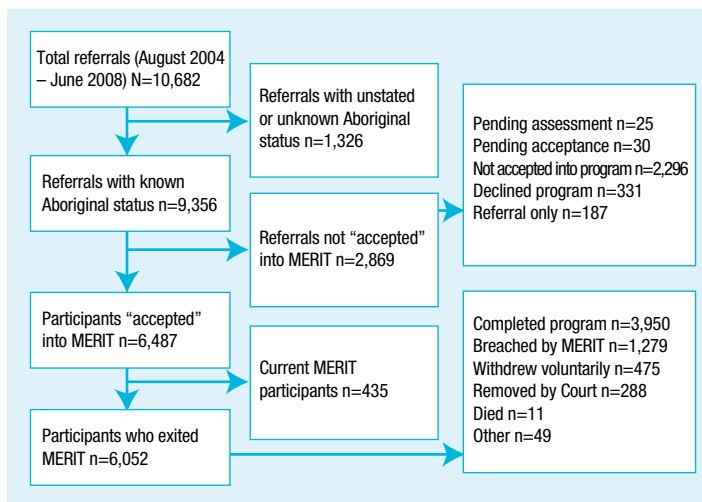 Total referrals (August 2004
– June 2008) N=10,682
Referrals with unstated
or unknown Aboriginal
status n=1,326
Referrals with known
Aboriginal status n=9,356
Referrals not “accepted”
into MERIT n=2,869
Pending assessment n=25
Pending acceptance n=30
Not accepted into program n=2,296
Declined program n=331
Referral only n=187
Participants “accepted”
into MERIT n=6,487
Current MERIT
participants n=435
Participants who exited
MERIT n=6,052
Completed program n=3,950
Breached by MERIT n=1,279
Withdrew voluntarily n=475
Removed by Court n=288
Died n=11
Other n=49